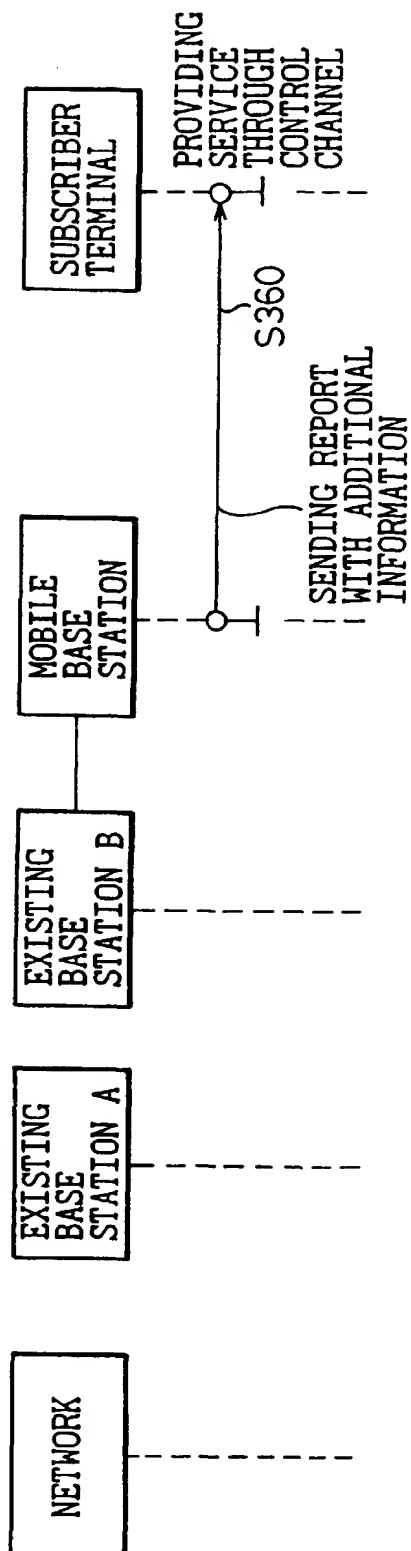 NETWORK
EXISTING
BASE
STATION A
EXISTING
BASE
STATION B
MOBILE
BASE
STATION
SUBSCRIBER
TERMINAL
SENDING REPORT
WITH ADDITIONAL
INFORMATION
S360
PROVIDING
SERVICE
THROUGH
CONTROL
CHANNEL